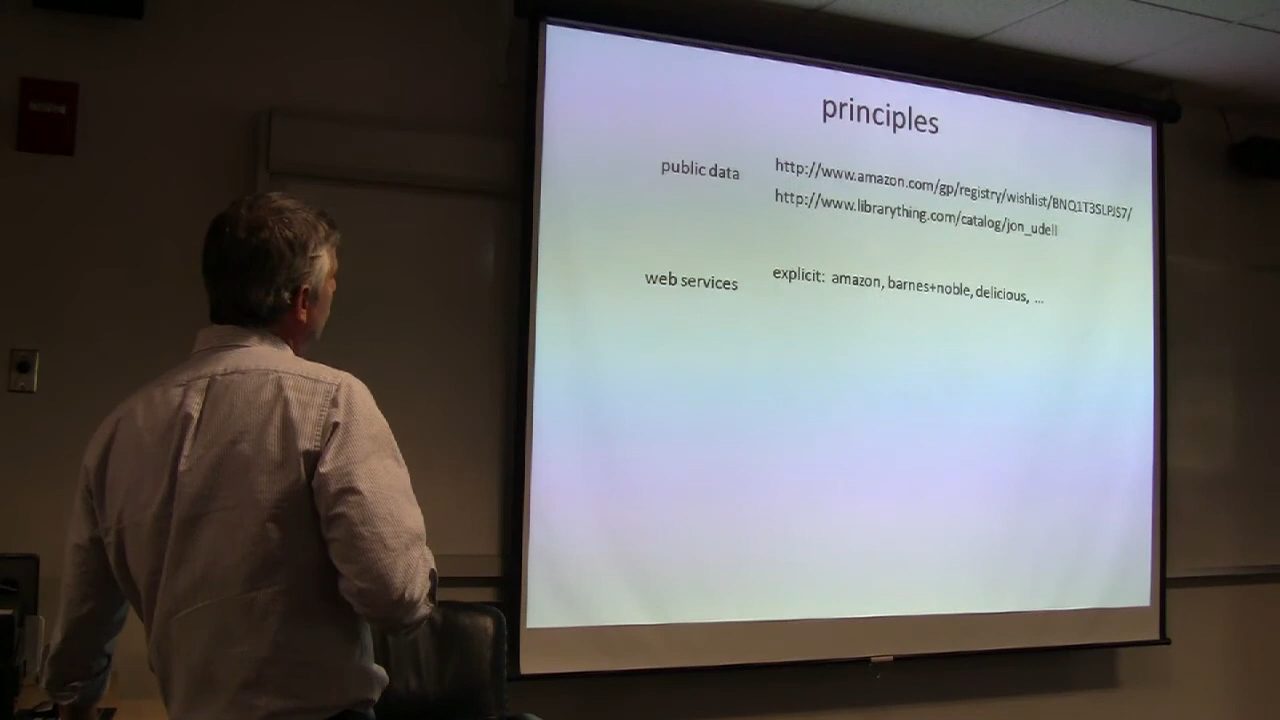 principles
public data http://www.amazon.com/gp/registry/wishlist/BNQ1T3SLPJS7/
http://www.librarything.com/catalog/jon_udell
web services explicit: amazon, barnes+noble, delicious, ...